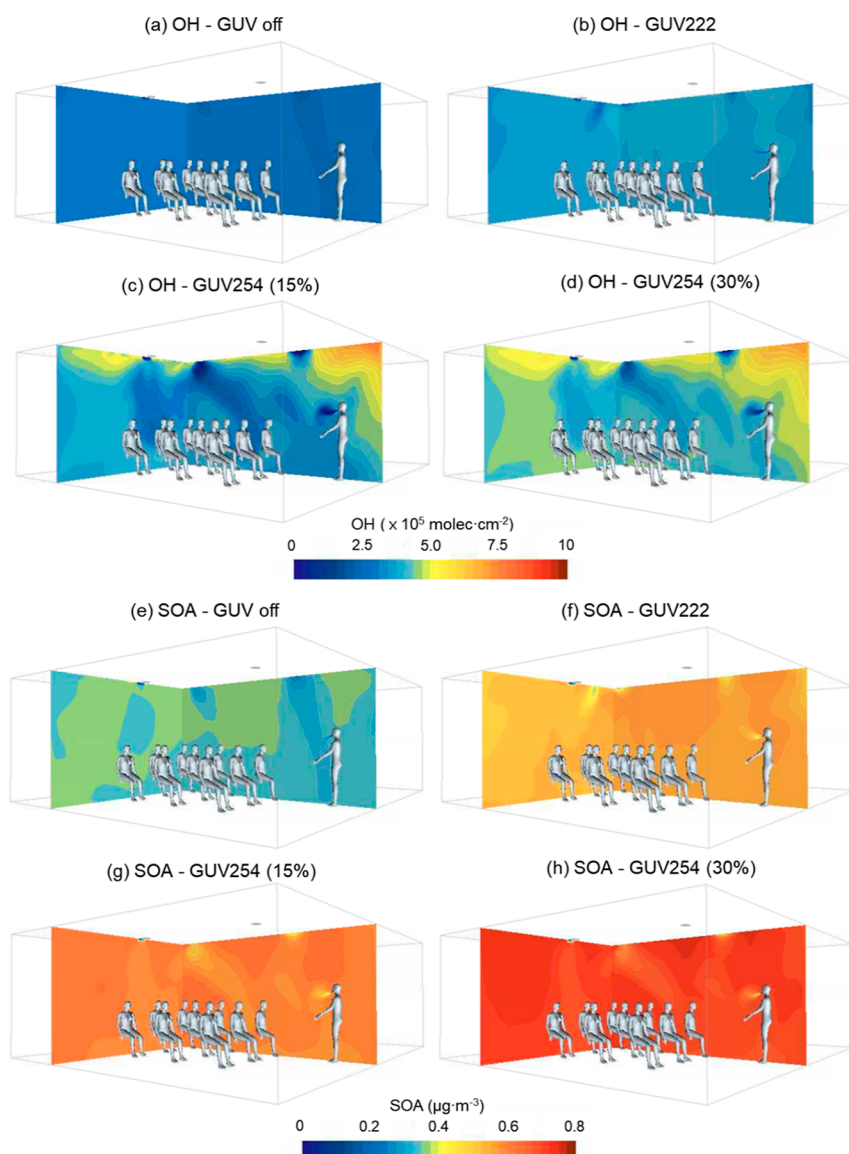 (a) OH - GUV off
(b) OH - GUV222
(c) OH - GUV254 (15%)
(d) OH - GUV254 (30%)
OH ( x 10⁵ molec·cm⁻²)
0 2.5 5.0 7.5 10
(e) SOA - GUV off
(f) SOA - GUV222
(g) SOA - GUV254 (15%)
(h) SOA - GUV254 (30%)
SOA (μg·m⁻³)
0 0.2 0.4 0.6 0.8